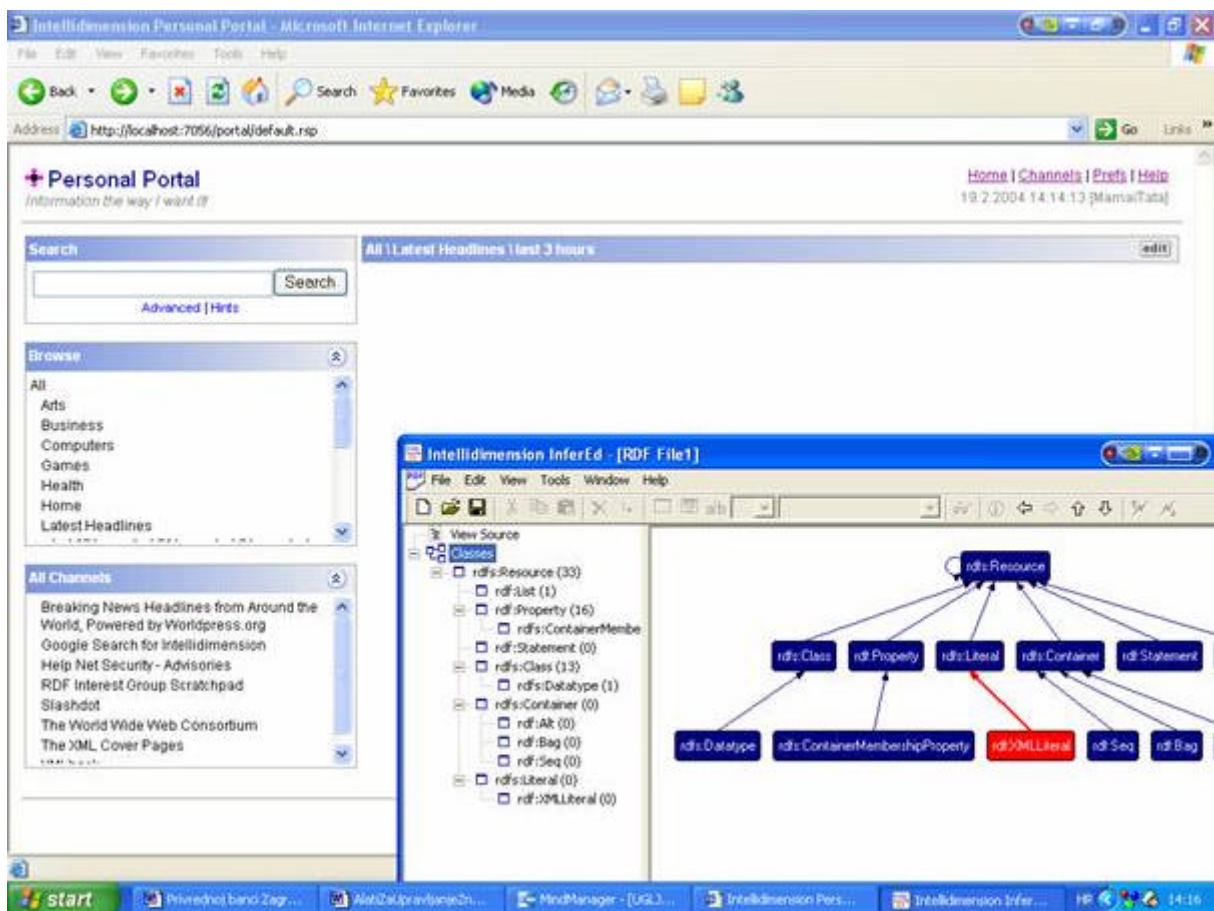 Intellidimension Personal Portal - Microsoft Internet Explorer
File Edit View Favorites Tools Help
Back Search Favorites Media
Address http://localhost:7056/portal/default.rsp Go Links »
Personal Portal
Information the way I want it!
Home | Channels | Prefs | Help
19.2.2004 14:14:13 [MamaiTata]
Search
Search
Advanced | Hints
All \ Latest Headlines \ last 3 hours
edit
Browse
All
Arts
Business
Computers
Games
Health
Home
Latest Headlines
All Channels
Breaking News Headlines from Around the
World, Powered by Worldpress.org
Google Search for Intellidimension
Help Net Security - Advisories
RDF Interest Group Scratchpad
Slashdot
The World Wide Web Consortium
The XML Cover Pages
Intellidimension InferEd - [RDF File1]
File Edit View Tools Window Help
View Source
Classes
rdfs:Resource (33)
rdf:List (1)
rdf:Property (16)
rdfs:ContainerMembe
rdf:Statement (0)
rdfs:Class (13)
rdfs:Datatype (1)
rdfs:Container (0)
rdf:Alt (0)
rdf:Bag (0)
rdf:Seq (0)
rdfs:Literal (0)
rdf:XMLLiteral (0)
rdfs:Resource
rdfs:Class rdf:Property rdfs:Literal rdfs:Container rdf:Statement
rdfs:Datatype rdfs:ContainerMembershipProperty rdf:XMLLiteral rdf:Seq rdf:Bag
start Privrednoj banci Zagr... AlatiZaUpravljanjeZn... MindManager - [UGL... Intellidimension Pers... Intellidimension Infer... HR 14:16